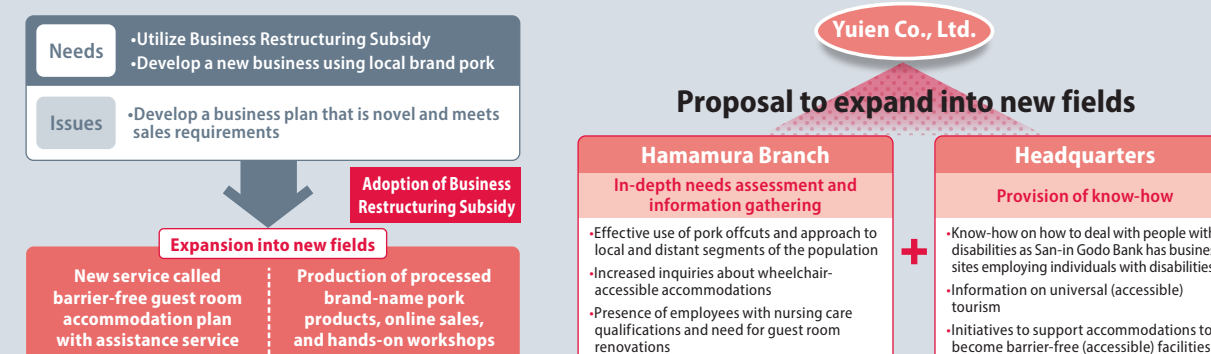 Needs
•Utilize Business Restructuring Subsidy
•Develop a new business using local brand pork
Issues
•Develop a business plan that is novel and meets
sales requirements
Adoption of Business
Restructuring Subsidy
Expansion into new fields
New service called
barrier-free guest room
accommodation plan
with assistance service
Production of processed
brand-name pork
products, online sales,
and hands-on workshops
Yuien Co., Ltd.
Proposal to expand into new fields
Hamamura Branch
In-depth needs assessment and
information gathering
•Effective use of pork offcuts and approach to
local and distant segments of the population
•Increased inquiries about wheelchair-
accessible accommodations
•Presence of employees with nursing care
qualifications and need for guest room
renovations
+
Headquarters
Provision of know-how
•Know-how on how to deal with people with
disabilities as San-in Godo Bank has business
sites employing individuals with disabilities
•Information on universal (accessible)
tourism
•Initiatives to support accommodations to
become barrier-free (accessible) facilities